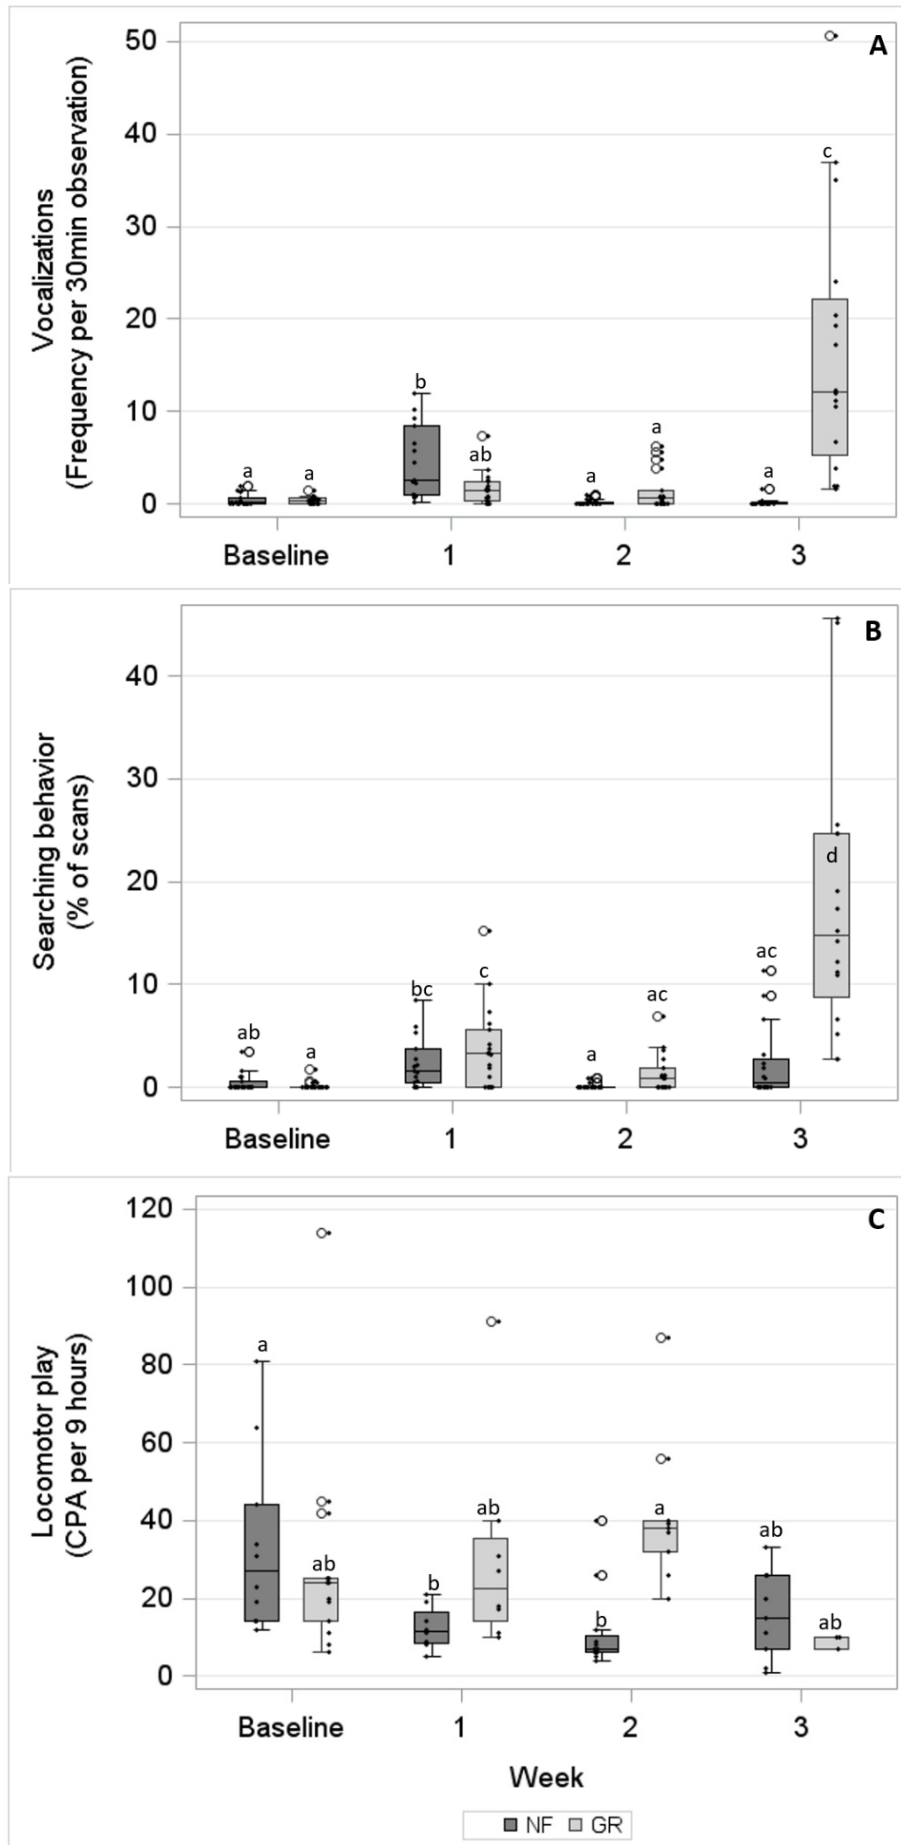 A
Vocalizations
(Frequency per 30min observation)
50
40
30
20
10
0
c
b
ab
a
a
a
a
a
Baseline 1 2 3
B
Searching behavior
(% of scans)
40
30
20
10
0
d
ac
bc
c
ac
ab
a
a
Baseline 1 2 3
C
Locomotor play
(CPA per 9 hours)
120
100
80
60
40
20
0
a
ab
b
ab
b
a
ab
ab
Baseline 1 2 3
Week
NF GR